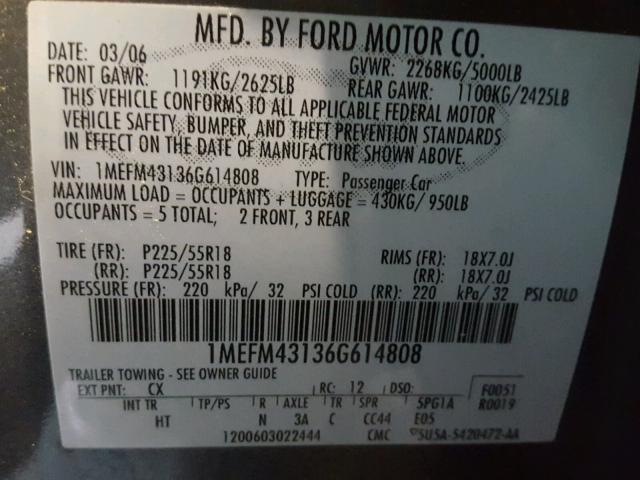 MFD. BY FORD MOTOR CO.
DATE: 03/06 GVWR: 2268KG/5000LB
FRONT GAWR: 1191KG/2625LB REAR GAWR: 1100KG/2425LB
THIS VEHICLE CONFORMS TO ALL APPLICABLE FEDERAL MOTOR
VEHICLE SAFETY, BUMPER, AND THEFT PREVENTION STANDARDS
IN EFFECT ON THE DATE OF MANUFACTURE SHOWN ABOVE.
VIN: 1MEFM43136G614808 TYPE: Passenger Car
MAXIMUM LOAD = OCCUPANTS + LUGGAGE = 430KG/950LB
OCCUPANTS = 5 TOTAL; 2 FRONT, 3 REAR
TIRE (FR): P225/55R18 RIMS (FR): 18X7.0J
(RR): P225/55R18 (RR): 18X7.0J
PRESSURE (FR): 220 kPa/ 32 PSI COLD (RR): 220 kPa/ 32 PSI COLD
1MEFM43136G614808
TRAILER TOWING - SEE OWNER GUIDE
EXT PNT: CX RC: 12 DSO: F0051
INT TR TP/PS R AXLE TR SPR SPG1A R0019
HT N 3A C CC44 E05
1200603022444 CMC 5U5A-5420472-AA